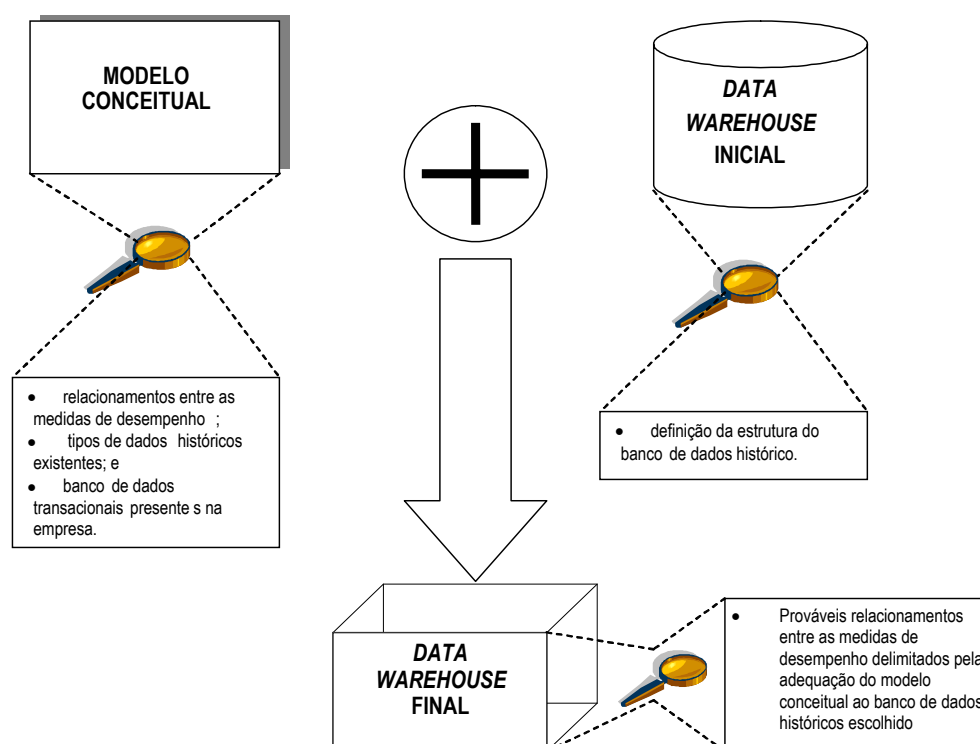 MODELO
CONCEITUAL
DATA
WAREHOUSE
INICIAL
• relacionamentos entre as
medidas de desempenho ;
• tipos de dados históricos
existentes; e
• banco de dados
transacionais presente s na
empresa.
• definição da estrutura do
banco de dados histórico.
DATA
WAREHOUSE
FINAL
• Prováveis relacionamentos
entre as medidas de
desempenho delimitados pela
adequação do modelo
conceitual ao banco de dados
históricos escolhido